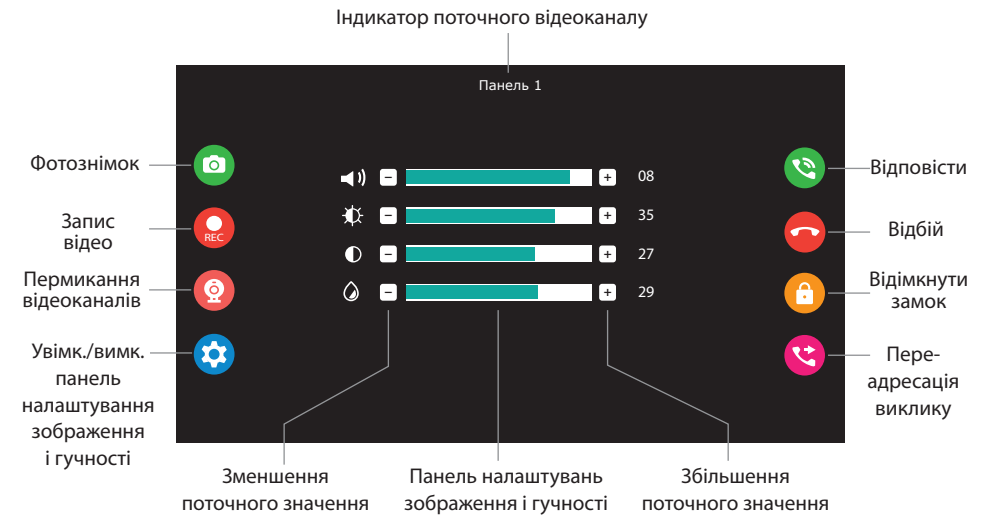 Індикатор поточного відеоканалу
Панель 1
Фотознімок
Запис
відео
REC
Пермикання
відеоканалів
Увімк./вимк.
панель
налаштування
зображення
і гучності
08
35
27
29
Відповісти
Відбій
Відімкнути
замок
Пере-
адресація
виклику
Зменшення
поточного значення
Панель налаштувань
зображення і гучності
Збільшення
поточного значення